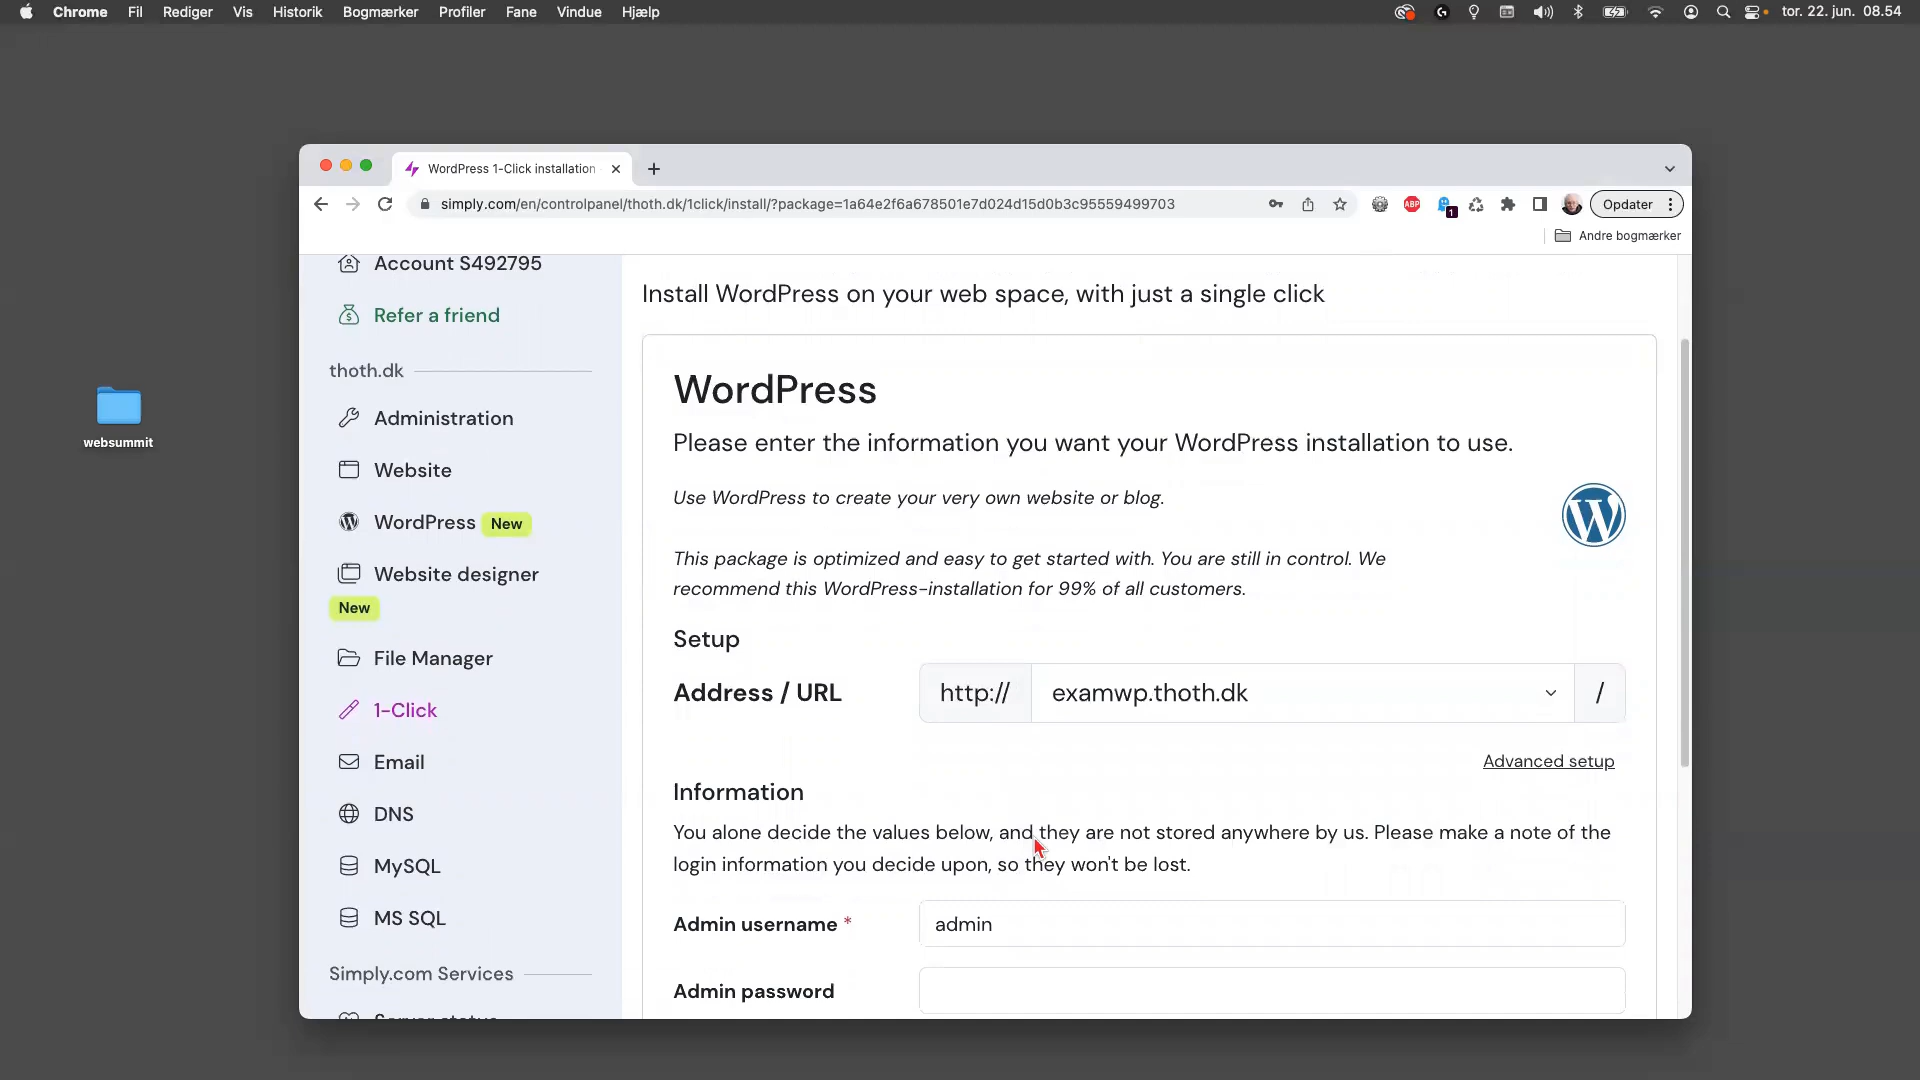 Chrome Fil Rediger Vis Historik Bogmærker Profiler Fane Vindue Hjælp tor. 22. jun. 08.54
WordPress 1-Click installation
simply.com/en/controlpanel/thoth.dk/1click/install/?package=1a64e2f6a678501e7d024d15d0b3c95559499703
ABP
1
Opdater
Andre bogmærker
websummit
Account S492795
Refer a friend
thoth.dk
Administration
Website
WordPress New
Website designer
New
File Manager
1-Click
Email
DNS
MySQL
MS SQL
Simply.com Services
Server status
Install WordPress on your web space, with just a single click
WordPress
Please enter the information you want your WordPress installation to use.
Use WordPress to create your very own website or blog.
This package is optimized and easy to get started with. You are still in control. We
recommend this WordPress-installation for 99% of all customers.
Setup
Address / URL http:// examwp.thoth.dk /
Advanced setup
Information
You alone decide the values below, and they are not stored anywhere by us. Please make a note of the
login information you decide upon, so they won't be lost.
Admin username * admin
Admin password